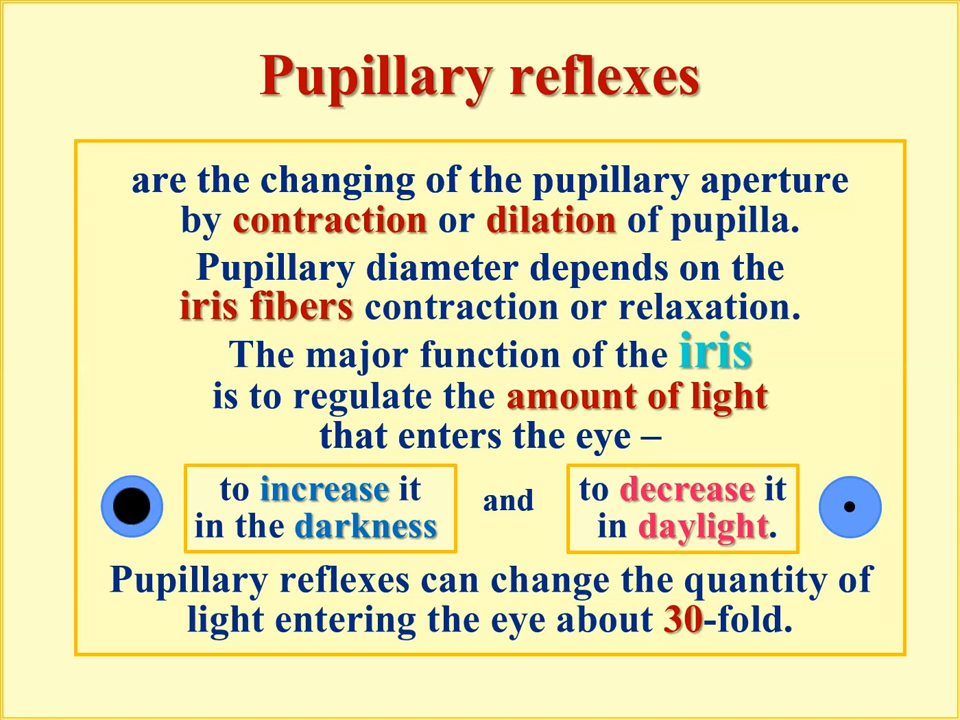 Pupillary reflexes
are the changing of the pupillary aperture
by contraction or dilation of pupilla.
Pupillary diameter depends on the
iris fibers contraction or relaxation.
The major function of the iris
is to regulate the amount of light
that enters the eye –
to increase it
in the darkness
and
to decrease it
in daylight.
Pupillary reflexes can change the quantity of
light entering the eye about 30-fold.